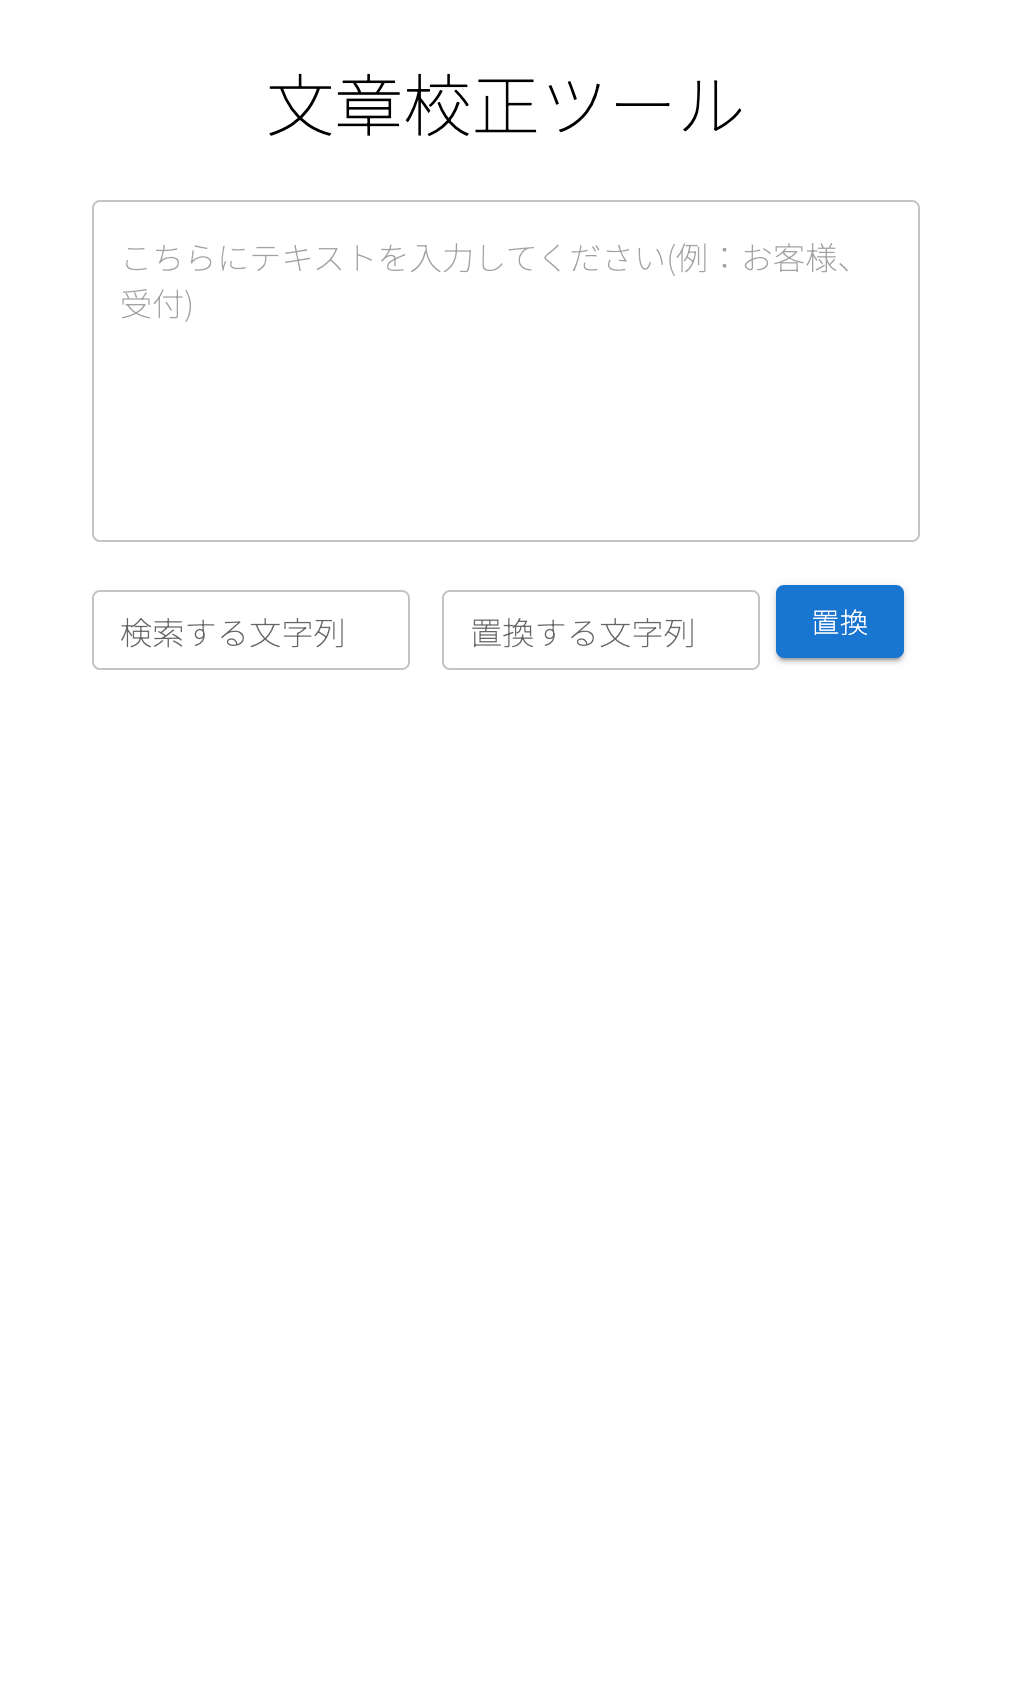 文章校正ツール
こちらにテキストを入力してください(例：お客様、
受付)
検索する文字列
置換する文字列
置換